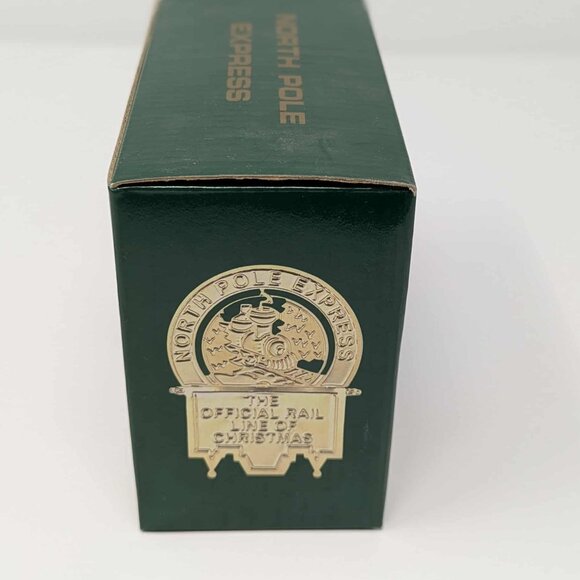 NORTH POLE
EXPRESS
NORTH POLE EXPRESS
THE
OFFICIAL RAIL
LINE OF
CHRISTMAS